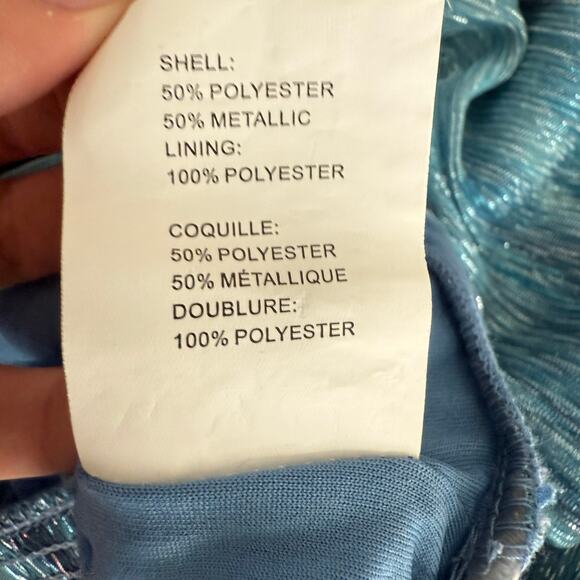 SHELL:
50% POLYESTER
50% METALLIC
LINING:
100% POLYESTER
COQUILLE:
50% POLYESTER
50% MÉTALLIQUE
DOUBLURE:
100% POLYESTER